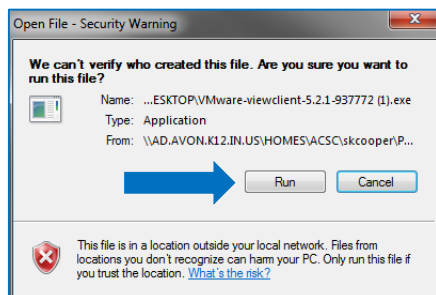 Open File - Security Warning
We can't verify who created this file. Are you sure you want to
run this file?
Name: ...ESKTOP\VMware-viewclient-5.2.1-937772 (1).exe
Type: Application
From: \\AD.AVON.K12.IN.US\HOMES\ACSC\skcooper\P...
Run Cancel
This file is in a location outside your local network. Files from
locations you don't recognize can harm your PC. Only run this file if
you trust the location. What's the risk?